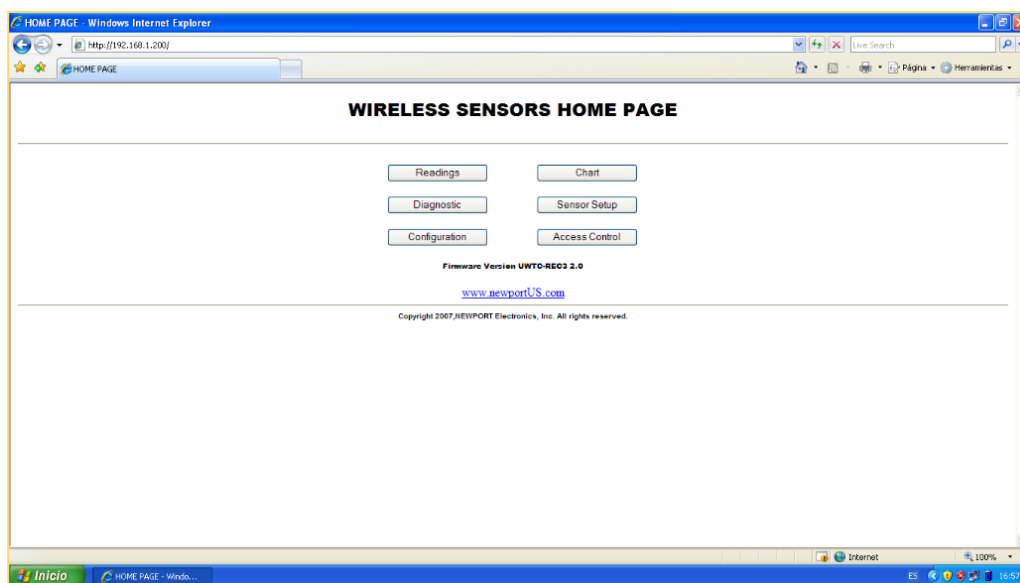 HOME PAGE - Windows Internet Explorer
http://192.168.1.200/
Live Search
HOME PAGE
Página
Herramientas
WIRELESS SENSORS HOME PAGE
Readings Chart
Diagnostic Sensor Setup
Configuration Access Control
Firmware Version UWTC-REC3 2.0
www.newportUS.com
Copyright 2007,NEWPORT Electronics, Inc. All rights reserved.
Internet 100%
Inicio HOME PAGE - Windo... ES 16:57